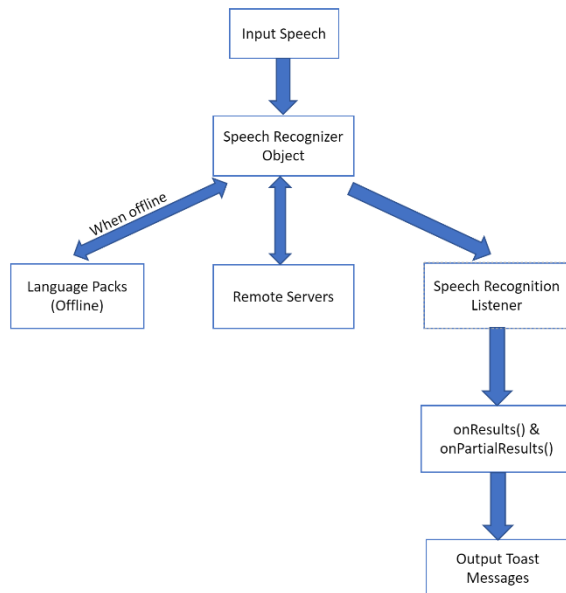 Input Speech
Speech Recognizer
Object
When offline
Language Packs
(Offline)
Remote Servers
Speech Recognition
Listener
onResults() &
onPartialResults()
Output Toast
Messages